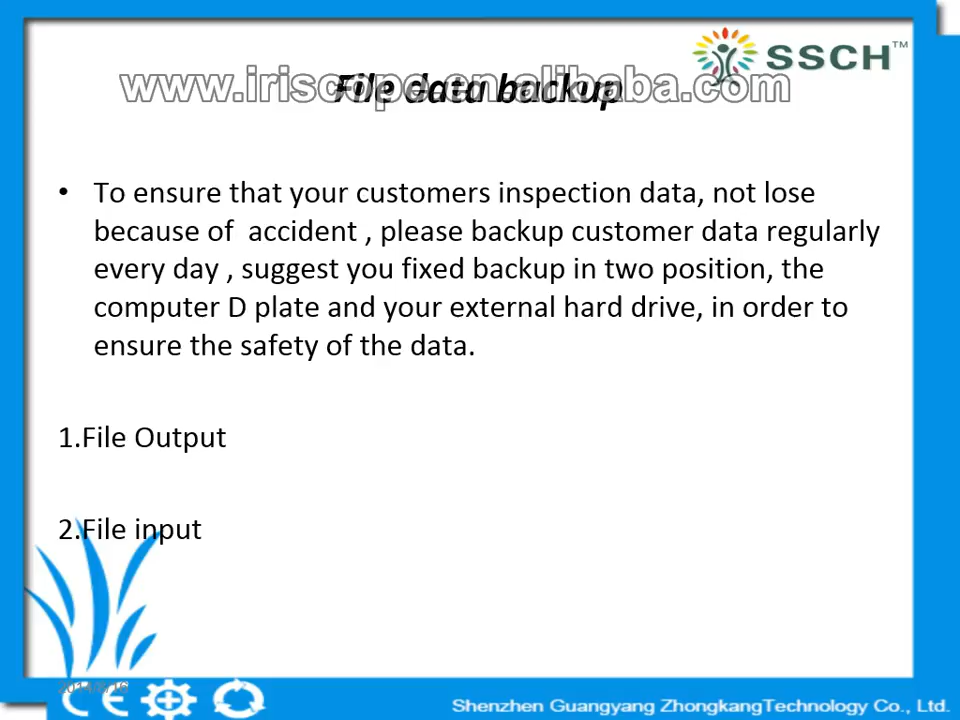 SSCH™
www.iriscope.en.alibaba.com
File data backup
• To ensure that your customers inspection data, not lose
because of  accident , please backup customer data regularly
every day , suggest you fixed backup in two position, the
computer D plate and your external hard drive, in order to
ensure the safety of the data.
1.File Output
2.File input
CE
Shenzhen Guangyang ZhongkangTechnology Co., Ltd.